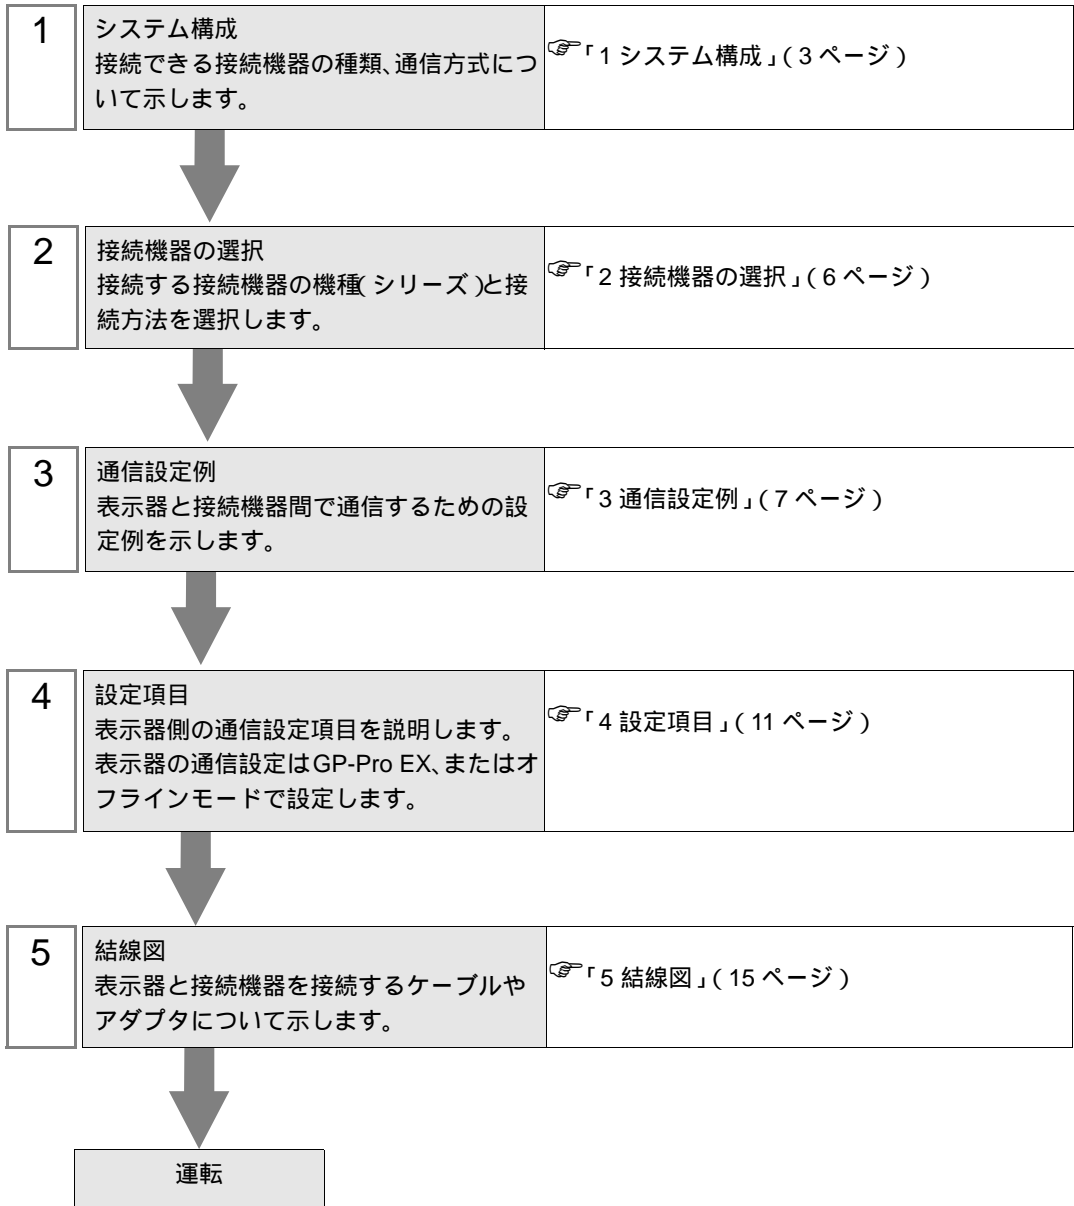 1
システム構成
接続できる接続機器の種類、通信方式につ
いて示します。
☞「1 システム構成」(3 ページ)
2
接続機器の選択
接続する接続機器の機種(シリーズ)と接
続方法を選択します。
☞「2 接続機器の選択」(6 ページ)
3
通信設定例
表示器と接続機器間で通信するための設
定例を示します。
☞「3 通信設定例」(7 ページ)
4
設定項目
表示器側の通信設定項目を説明します。
表示器の通信設定はGP-Pro EX、またはオ
フラインモードで設定します。
☞「4 設定項目」(11 ページ)
5
結線図
表示器と接続機器を接続するケーブルや
アダプタについて示します。
☞「5 結線図」(15 ページ)
運転